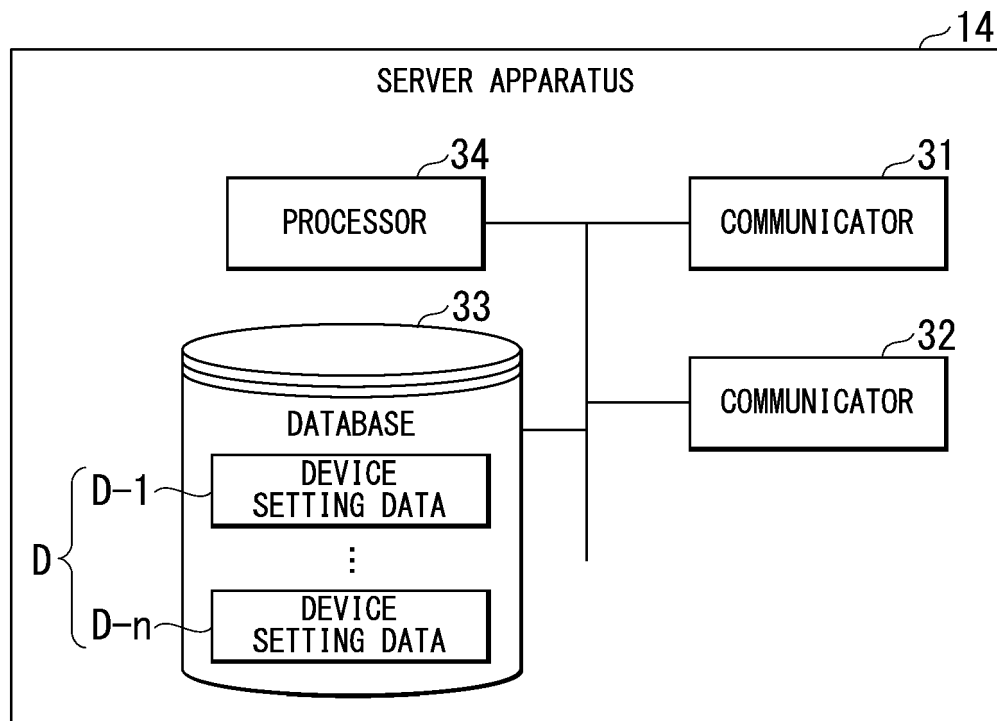 14
SERVER APPARATUS
34
PROCESSOR
31
COMMUNICATOR
33
DATABASE
32
COMMUNICATOR
D
D-1
DEVICE
SETTING DATA
⋮
D-n
DEVICE
SETTING DATA